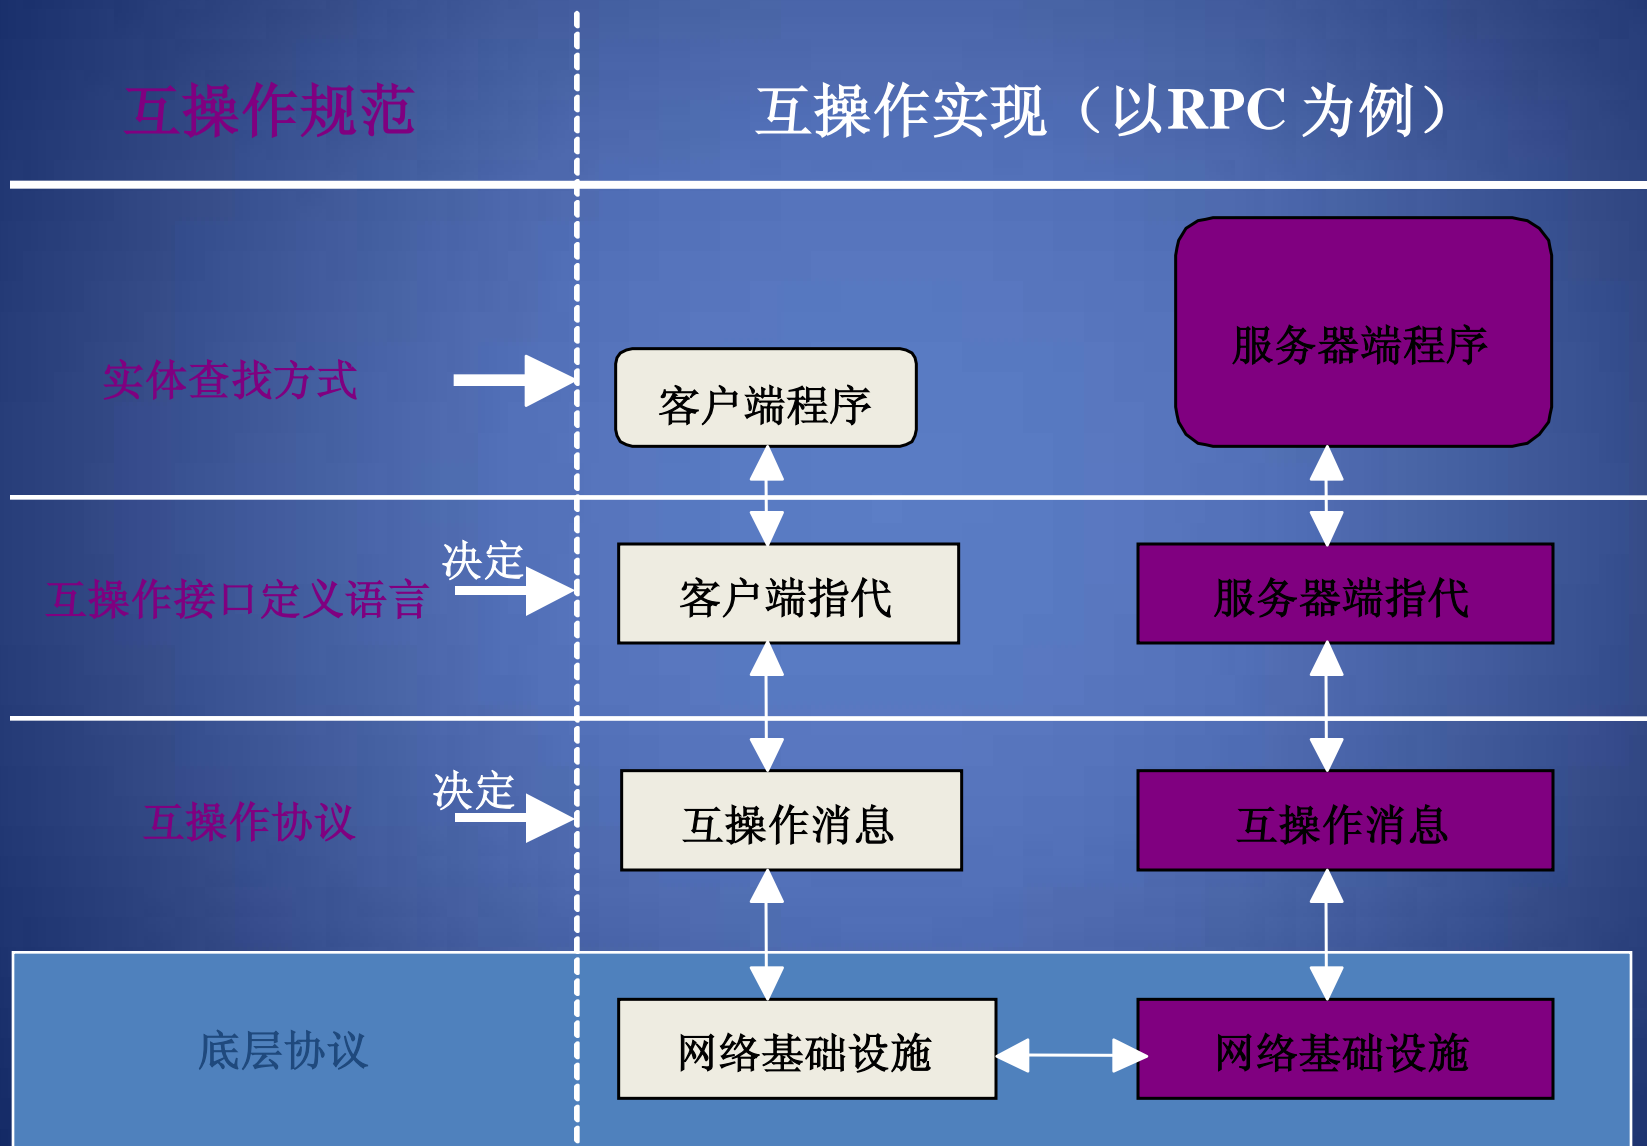 互操作规范
互操作实现（以RPC 为例）
服务器端程序
实体查找方式
客户端程序
决定
互操作接口定义语言
客户端指代
服务器端指代
决定
互操作协议
互操作消息
互操作消息
底层协议
网络基础设施
网络基础设施